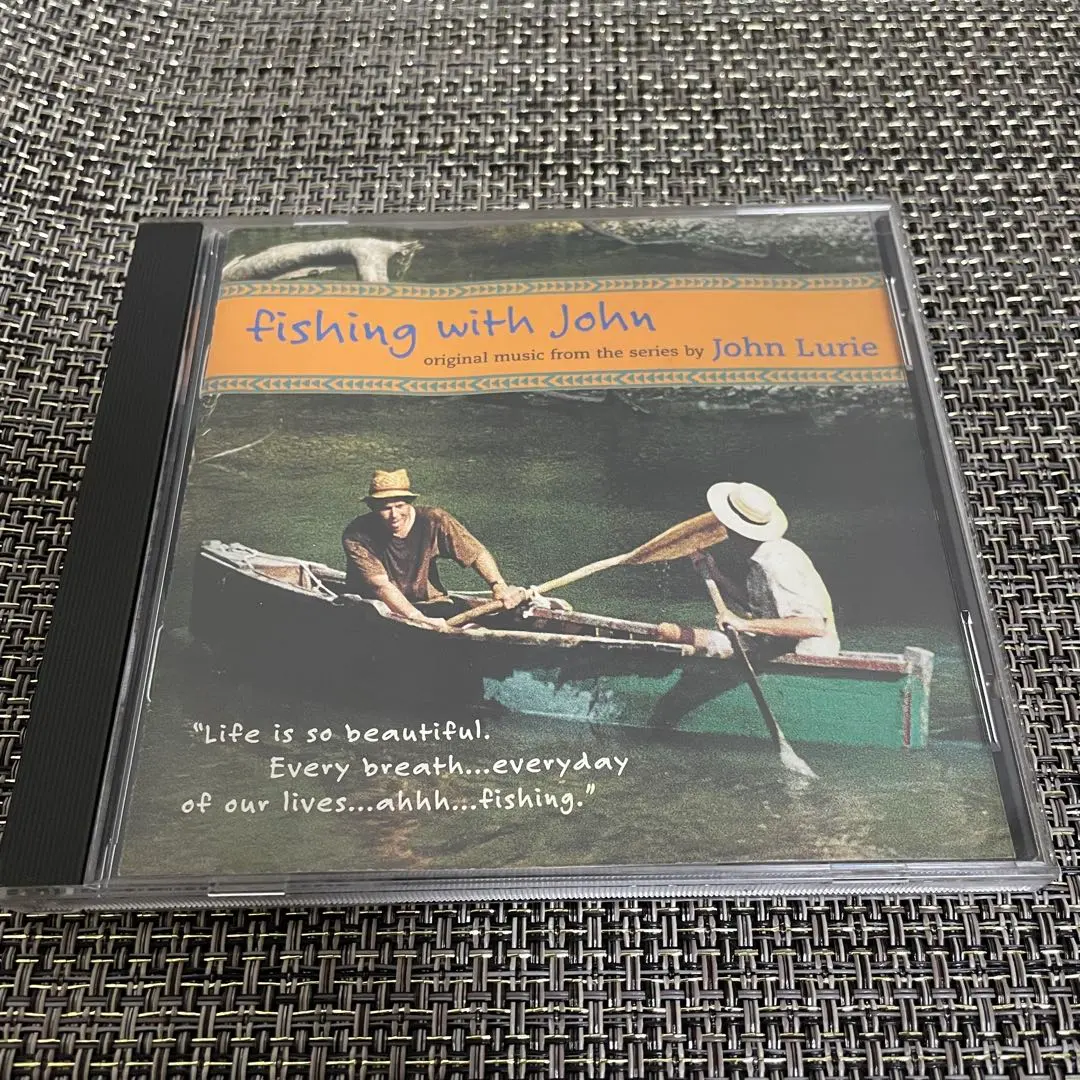 fishing with John
original music from the series by John Lurie
"Life is so beautiful.
Every breath...everyday
of our lives...ahhh...fishing."